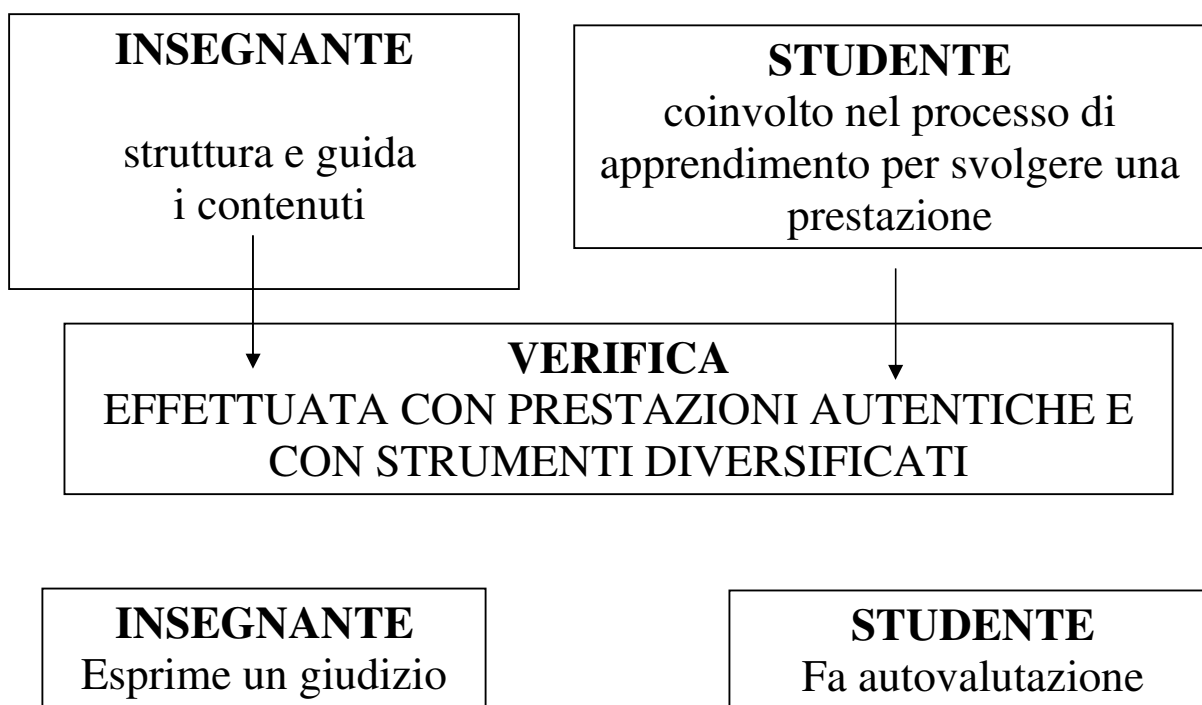 INSEGNANTE
struttura e guida
i contenuti
STUDENTE
coinvolto nel processo di
apprendimento per svolgere una
prestazione
VERIFICA
EFFETTUATA CON PRESTAZIONI AUTENTICHE E
CON STRUMENTI DIVERSIFICATI
INSEGNANTE
Esprime un giudizio
STUDENTE
Fa autovalutazione